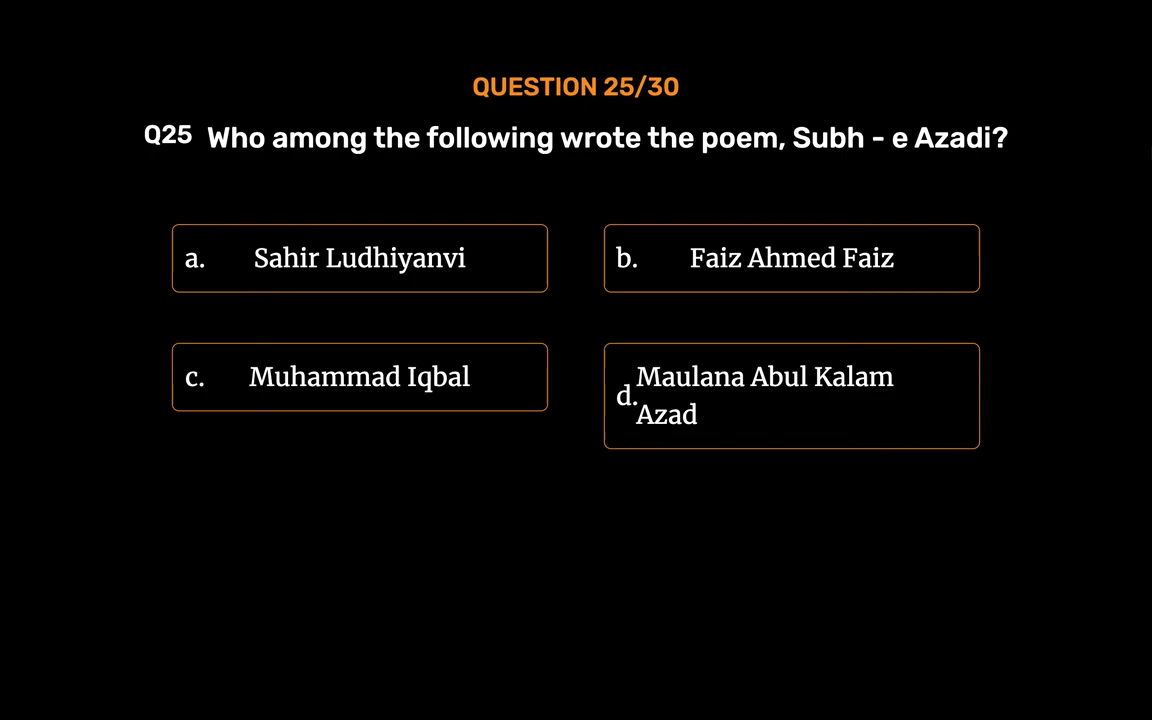 QUESTION 25/30
Q25 Who among the following wrote the poem, Subh - e Azadi?
a. Sahir Ludhiyanvi
b. Faiz Ahmed Faiz
c. Muhammad Iqbal
d. Maulana Abul Kalam
Azad